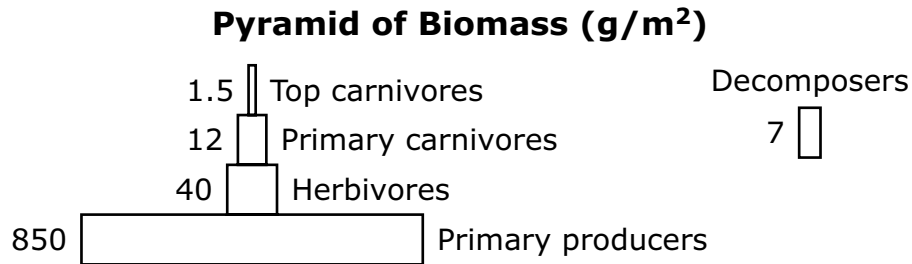 Pyramid of Biomass (g/m²)
1.5 Top carnivores
Decomposers
12 Primary carnivores
7
40 Herbivores
850 Primary producers